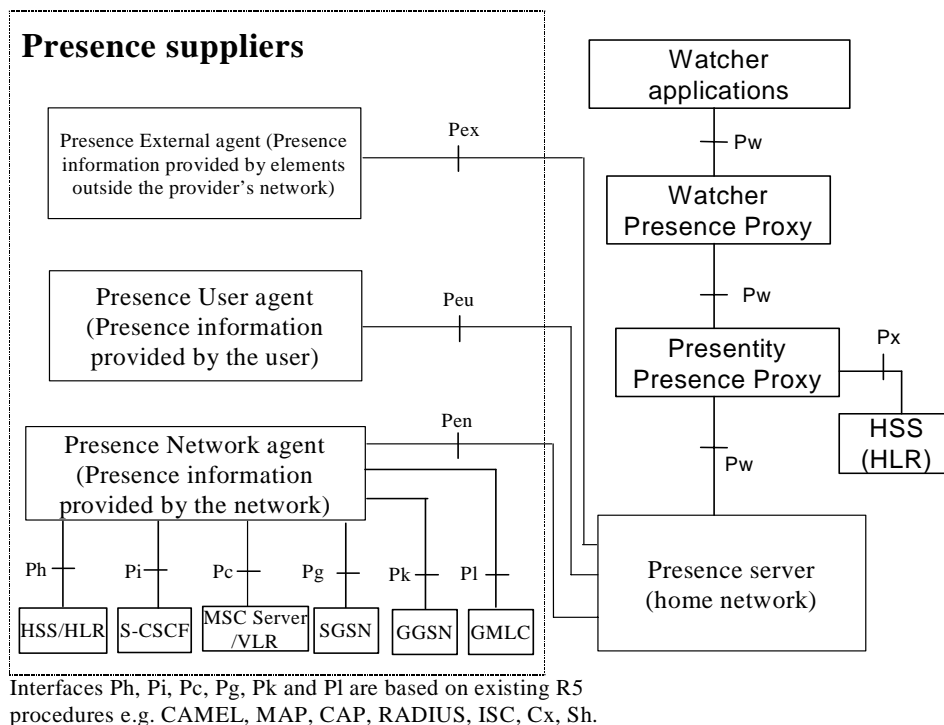 Presence suppliers
Presence External agent (Presence
information provided by elements
outside the provider's network)
Pex
Presence User agent
(Presence information
provided by the user)
Peu
Presence Network agent
(Presence information
provided by the network)
Pen
Ph
Pi
Pc
Pg
Pk
Pl
HSS/HLR
S-CSCF
MSC Server
/VLR
SGSN
GGSN
GMLC
Watcher
applications
Pw
Watcher
Presence Proxy
Pw
Presentity
Presence Proxy
Px
HSS
(HLR)
Pw
Presence server
(home network)
Interfaces Ph, Pi, Pc, Pg, Pk and Pl are based on existing R5
procedures e.g. CAMEL, MAP, CAP, RADIUS, ISC, Cx, Sh.